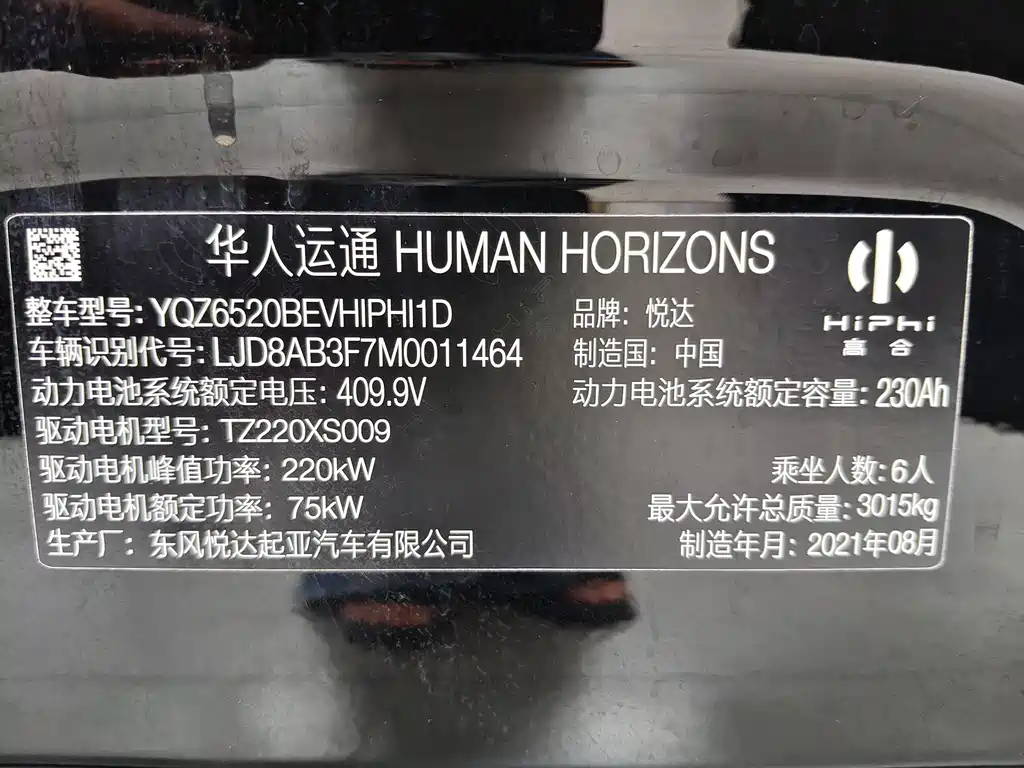 华人运通 HUMAN HORIZONS
HiPhi
高合
整车型号: YQZ6520BEVHIPHI1D
品牌: 悦达
车辆识别代号: LJD8AB3F7M0011464
制造国: 中国
动力电池系统额定电压: 409.9V
动力电池系统额定容量: 230Ah
驱动电机型号: TZ220XS009
驱动电机峰值功率: 220kW
乘坐人数: 6人
驱动电机额定功率: 75kW
最大允许总质量: 3015kg
生产厂: 东风悦达起亚汽车有限公司
制造年月: 2021年08月